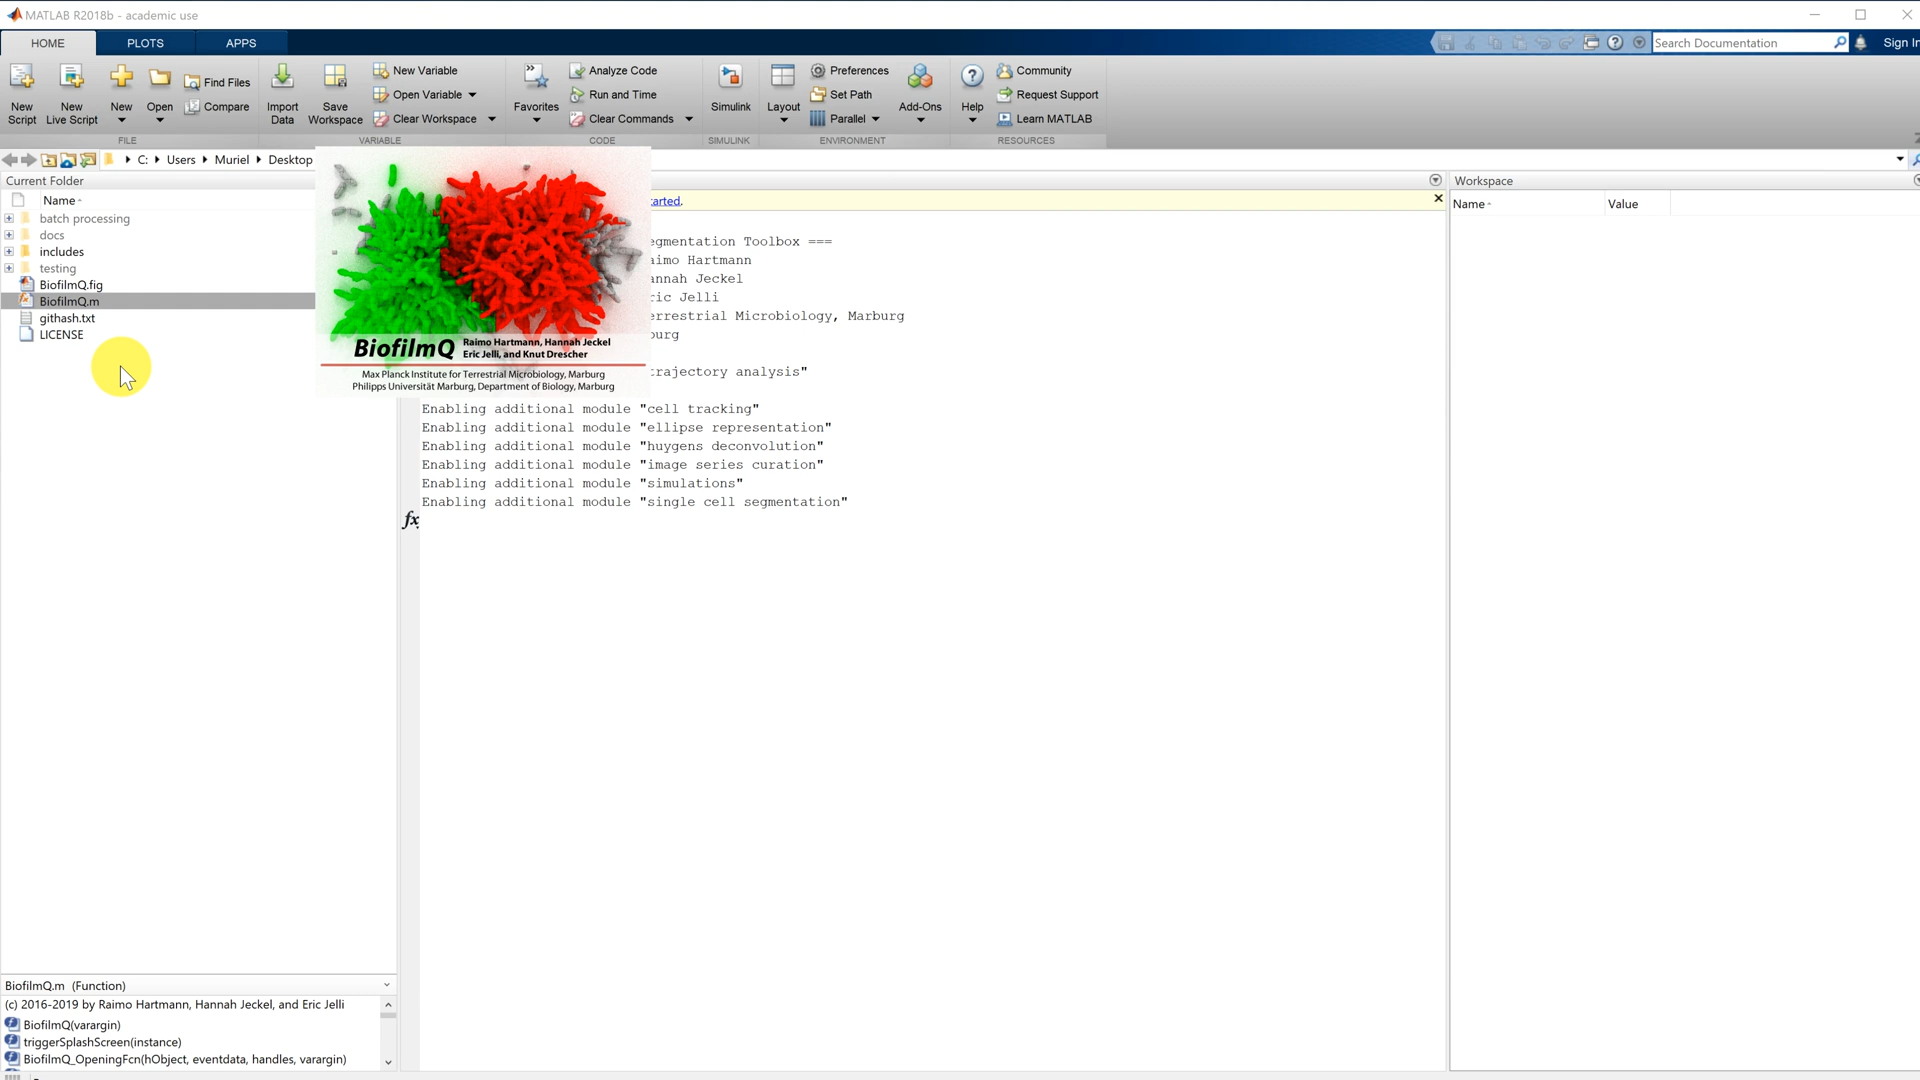 MATLAB R2018b - academic use
HOME
PLOTS
APPS
Search Documentation
Sign In
New Script
New Live Script
New
Open
Find Files
Compare
Import Data
Save Workspace
New Variable
Open Variable
Clear Workspace
Favorites
Analyze Code
Run and Time
Clear Commands
Simulink
Layout
Preferences
Set Path
Parallel
Add-Ons
Help
Community
Request Support
Learn MATLAB
FILE
VARIABLE
CODE
SIMULINK
ENVIRONMENT
RESOURCES
C: Users Muriel Desktop
Current Folder
Name
batch processing
docs
includes
testing
BiofilmQ.fig
BiofilmQ.m
githash.txt
LICENSE
BiofilmQ
Raimo Hartmann, Hannah Jeckel
Eric Jelli, and Knut Drescher
Max Planck Institute for Terrestrial Microbiology, Marburg
Philipps Universität Marburg, Department of Biology, Marburg
arted.
egmentation Toolbox ===
aimo Hartmann
annah Jeckel
ric Jelli
errestrial Microbiology, Marburg
burg
trajectory analysis"
Enabling additional module "cell tracking"
Enabling additional module "ellipse representation"
Enabling additional module "huygens deconvolution"
Enabling additional module "image series curation"
Enabling additional module "simulations"
Enabling additional module "single cell segmentation"
fx
Workspace
Name
Value
BiofilmQ.m (Function)
(c) 2016-2019 by Raimo Hartmann, Hannah Jeckel, and Eric Jelli
BiofilmQ(varargin)
triggerSplashScreen(instance)
BiofilmQ_OpeningFcn(hObject, eventdata, handles, varargin)